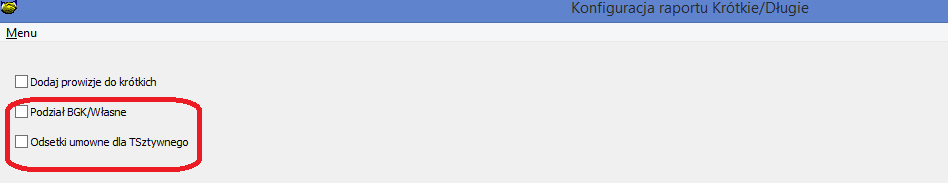 Konfiguracja raportu Krótkie/Długie
Menu
Dodaj prowizje do krótkich
Podział BGK/Własne
Odsetki umowne dla TSztywnego